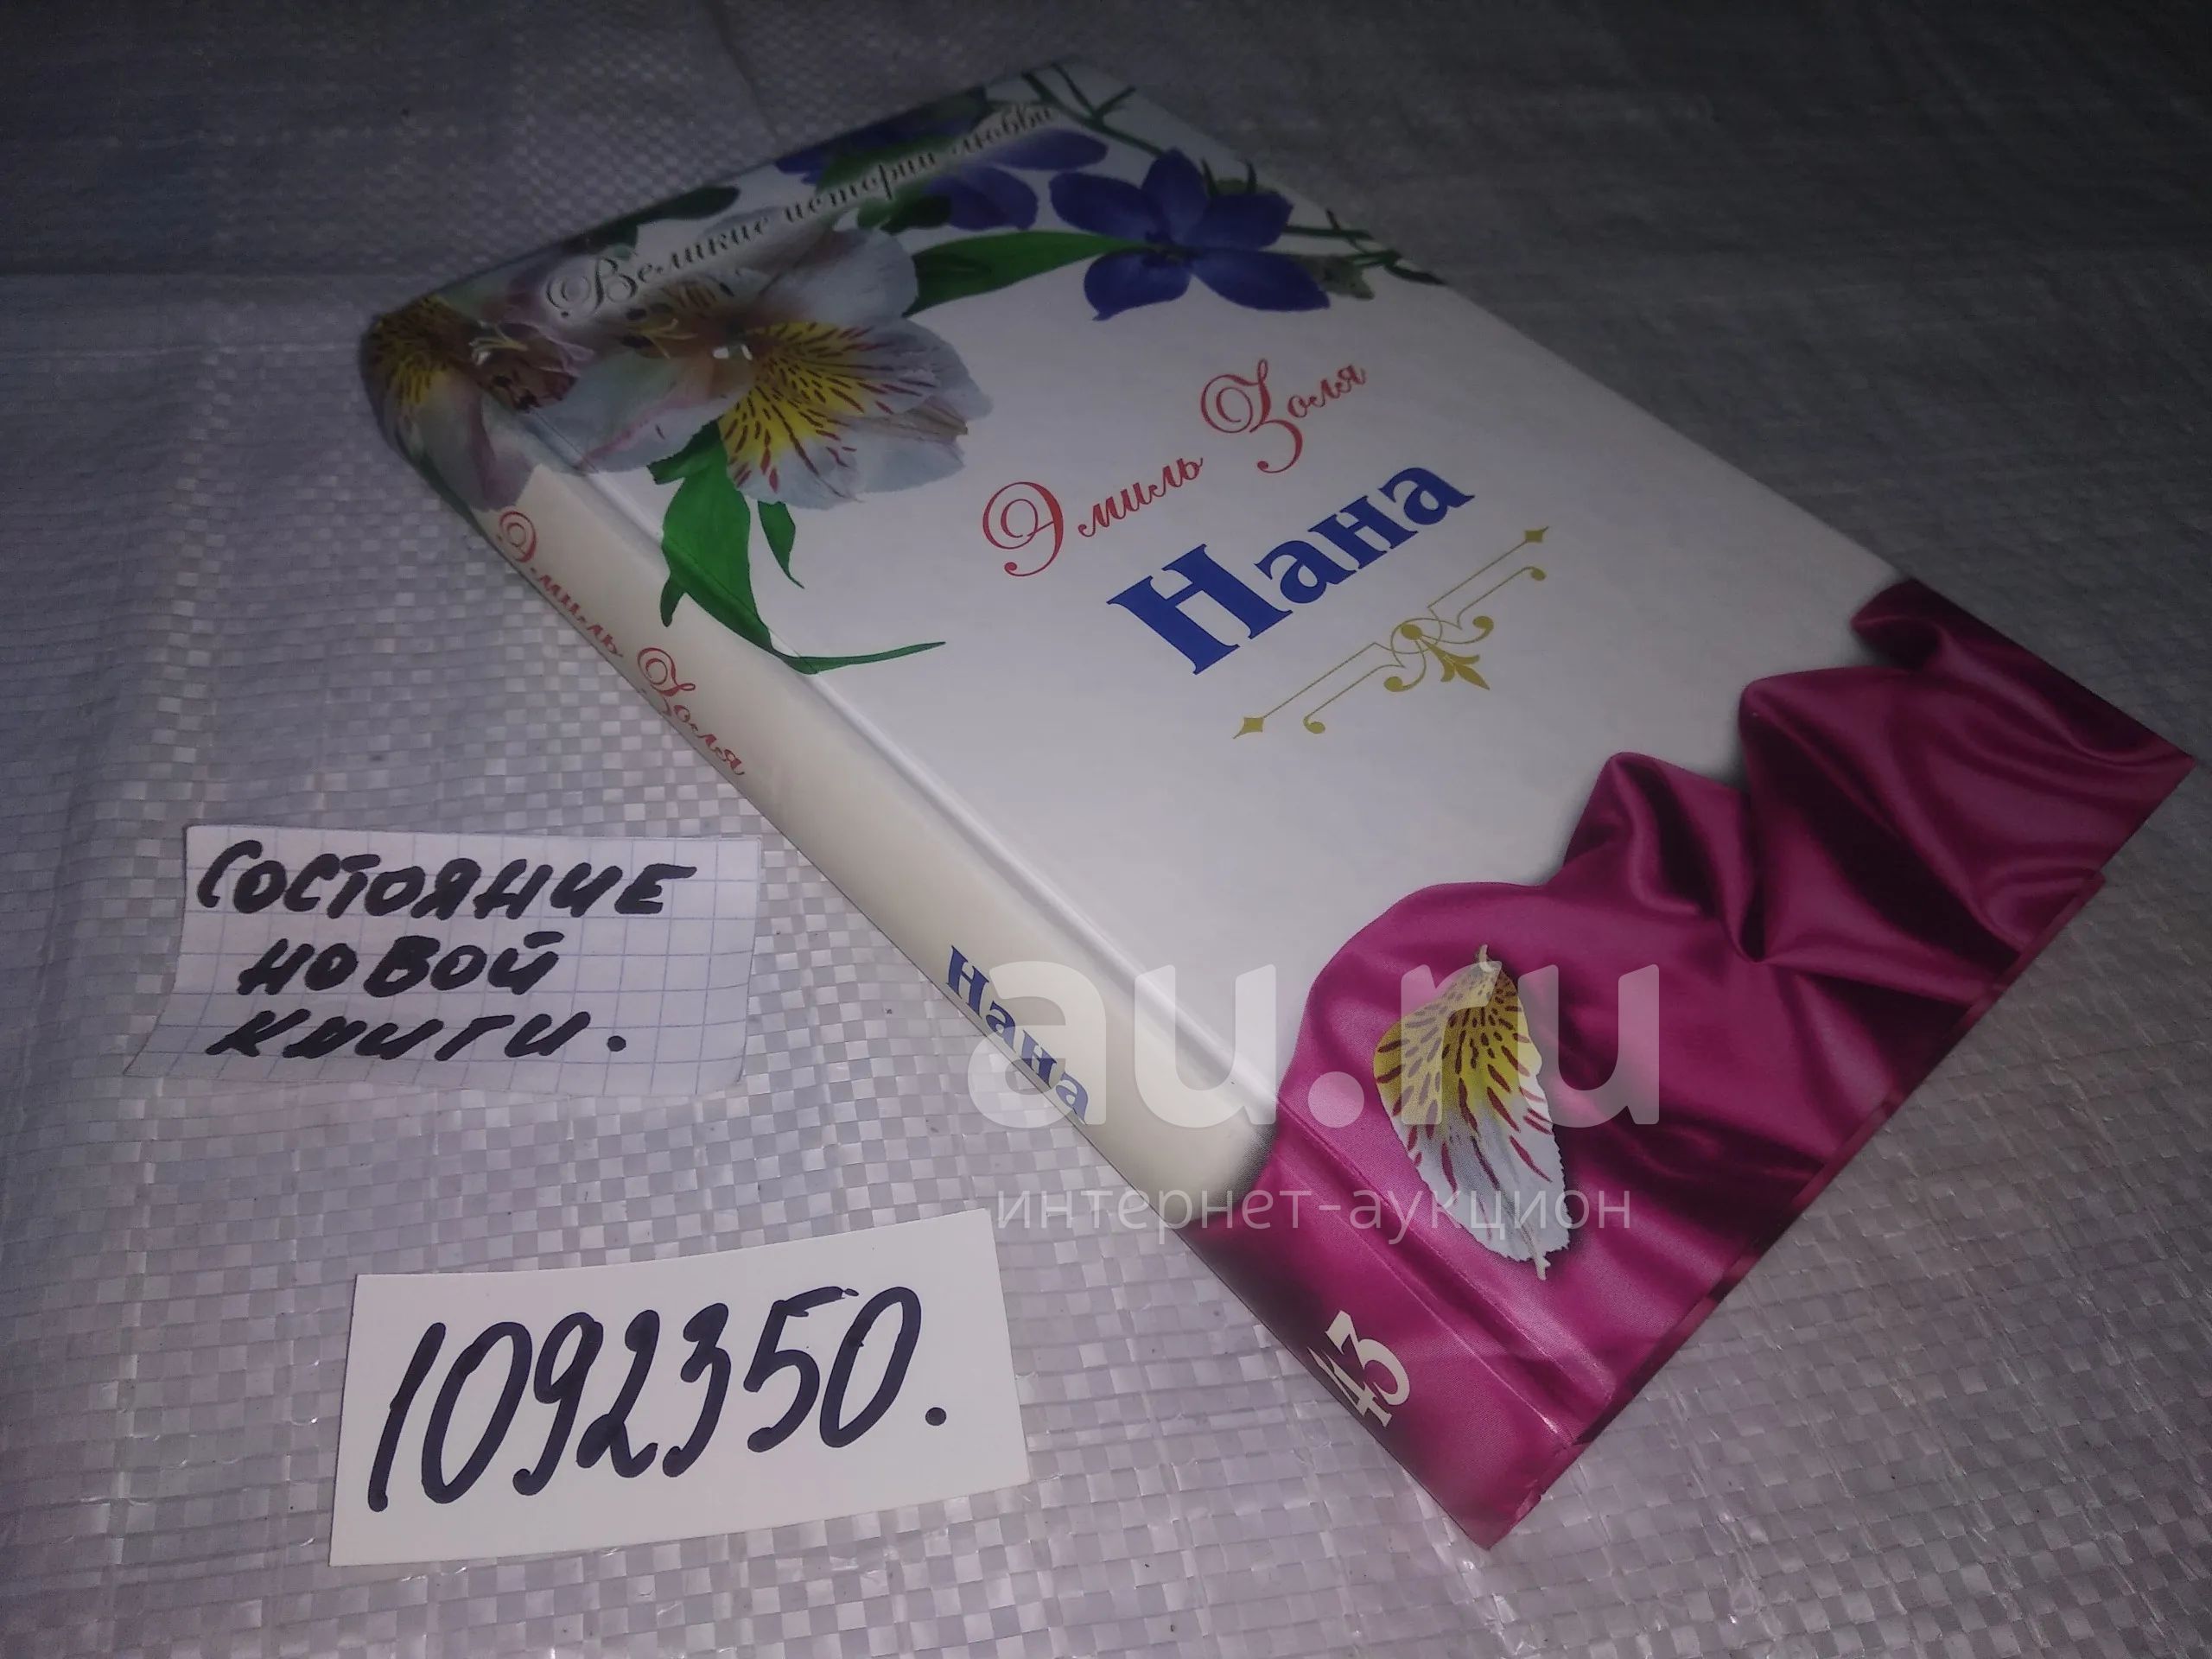 Великие истории любви
Эмиль Золя
Нана
Эмиль Золя
Нана
43
СОСТОЯНИЕ
НОВОЙ
КНИГИ.
1092350.
au.ru
интернет-аукцион